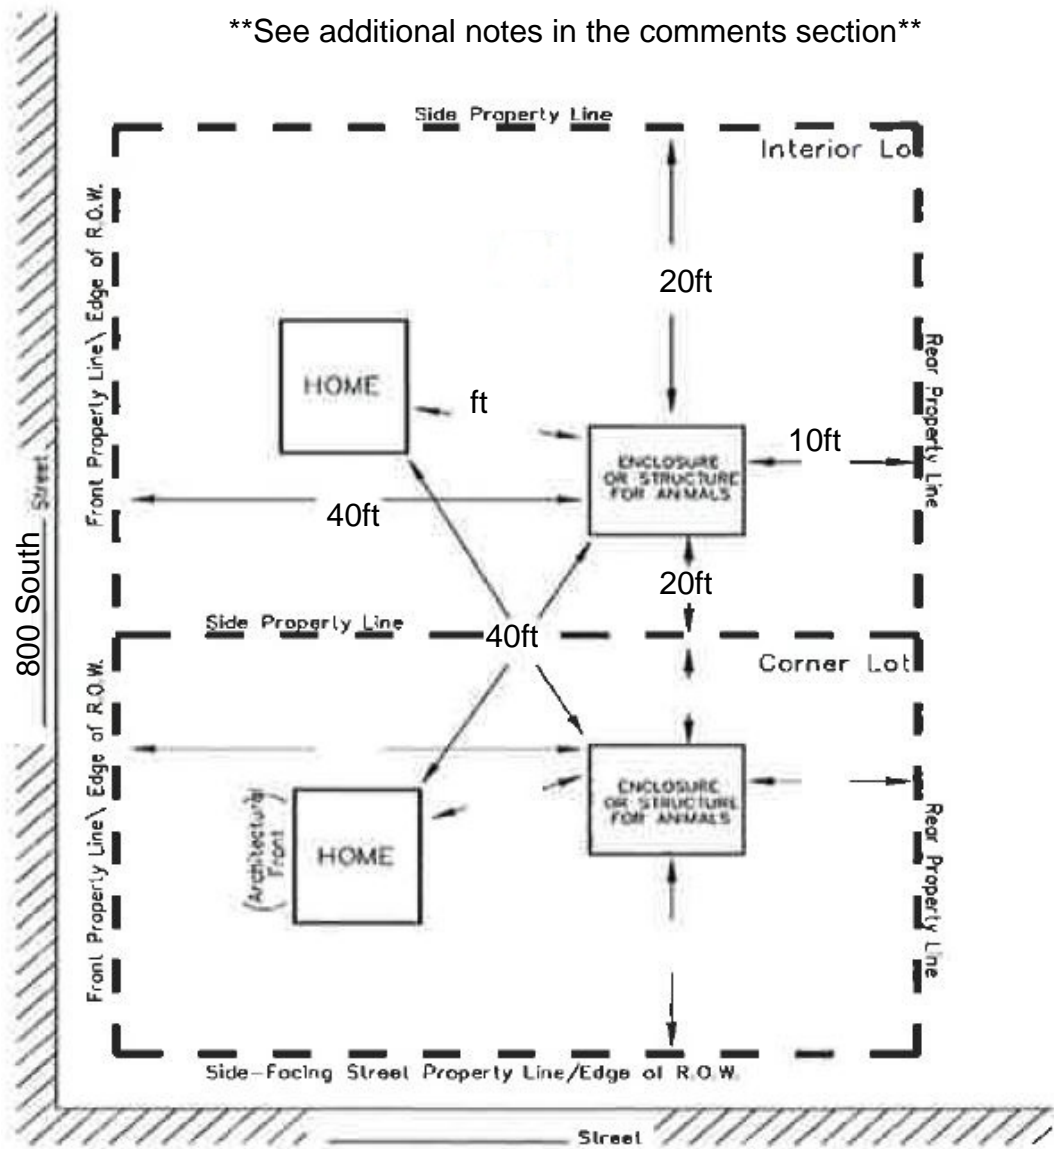 **See additional notes in the comments section**
Side Property Line
Interior Lo
Front Property Line\ Edge of R.O.W.
20ft
Rear Property Line
HOME
ft
ENCLOSURE
OR STRUCTURE
FOR ANIMALS
10ft
40ft
800 South
Street
20ft
Side Property Line
40ft
Corner Lot
Front Property Line\ Edge of R.O.W.
ENCLOSURE
OR STRUCTURE
FOR ANIMALS
(Architectural
Front)
HOME
Rear Property Line
Side-Facing Street Property Line/Edge of R.O.W.
Street